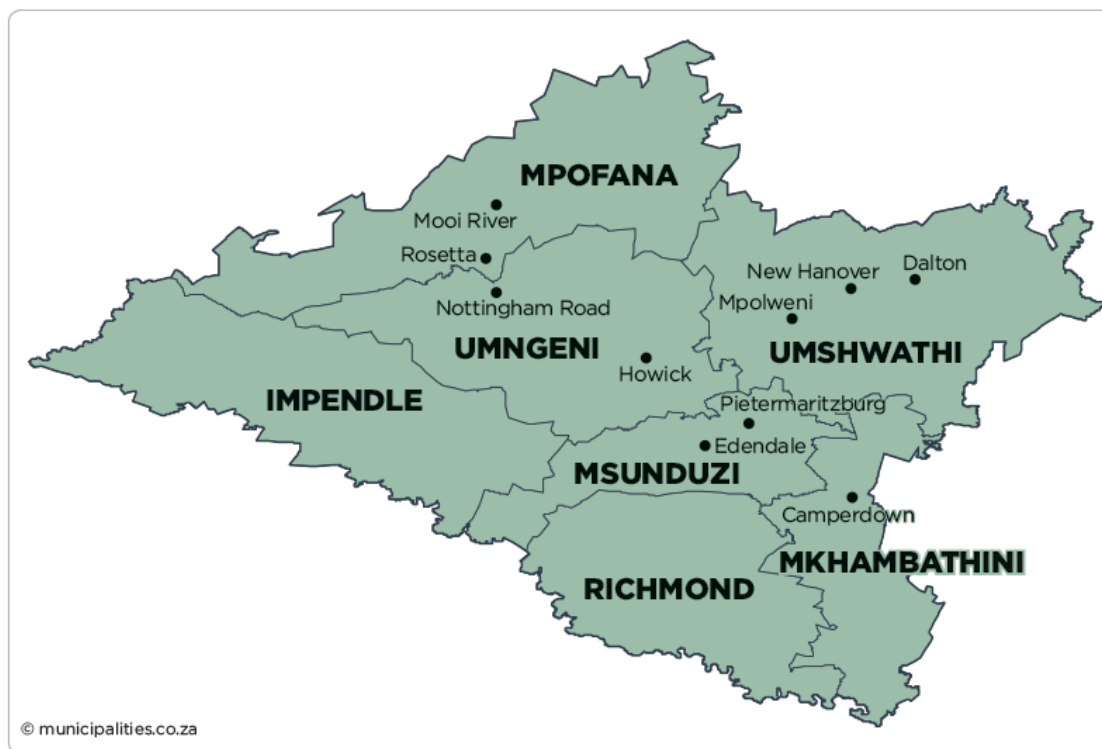 MPOFANA
Mooi River
Rosetta
Nottingham Road
New Hanover
Dalton
Mpolweni
UMNGENI
UMSHWATHI
Howick
IMPENDLE
Pietermaritzburg
Edendale
MSUNDUZI
Camperdown
MKHAMBATHINI
RICHMOND
© municipalities.co.za